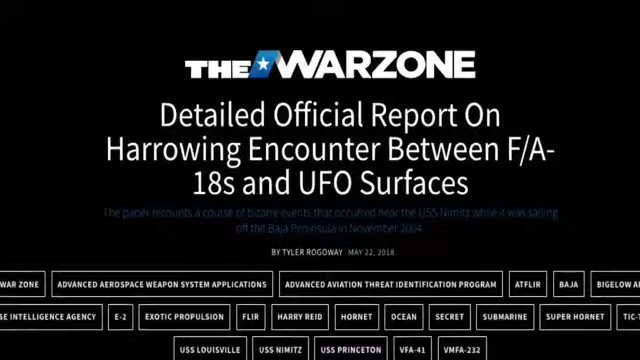 THE WARZONE
Detailed Official Report On
Harrowing Encounter Between F/A-
18s and UFO Surfaces
The paper recounts a course of bizarre events that occurred near the USS Nimitz while it was sailing
off the Baja Peninsula in November 2004.
BY TYLER ROGOWAY MAY 22, 2018
WAR ZONE ADVANCED AEROSPACE WEAPON SYSTEM APPLICATIONS ADVANCED AVIATION THREAT IDENTIFICATION PROGRAM ATFLIR BAJA BIGELOW
INTELLIGENCE AGENCY E-2 EXOTIC PROPULSION FLIR HARRY REID HORNET OCEAN SECRET SUBMARINE SUPER HORNET TIC-T
USS LOUISVILLE USS NIMITZ USS PRINCETON VFA-41 VMFA-232